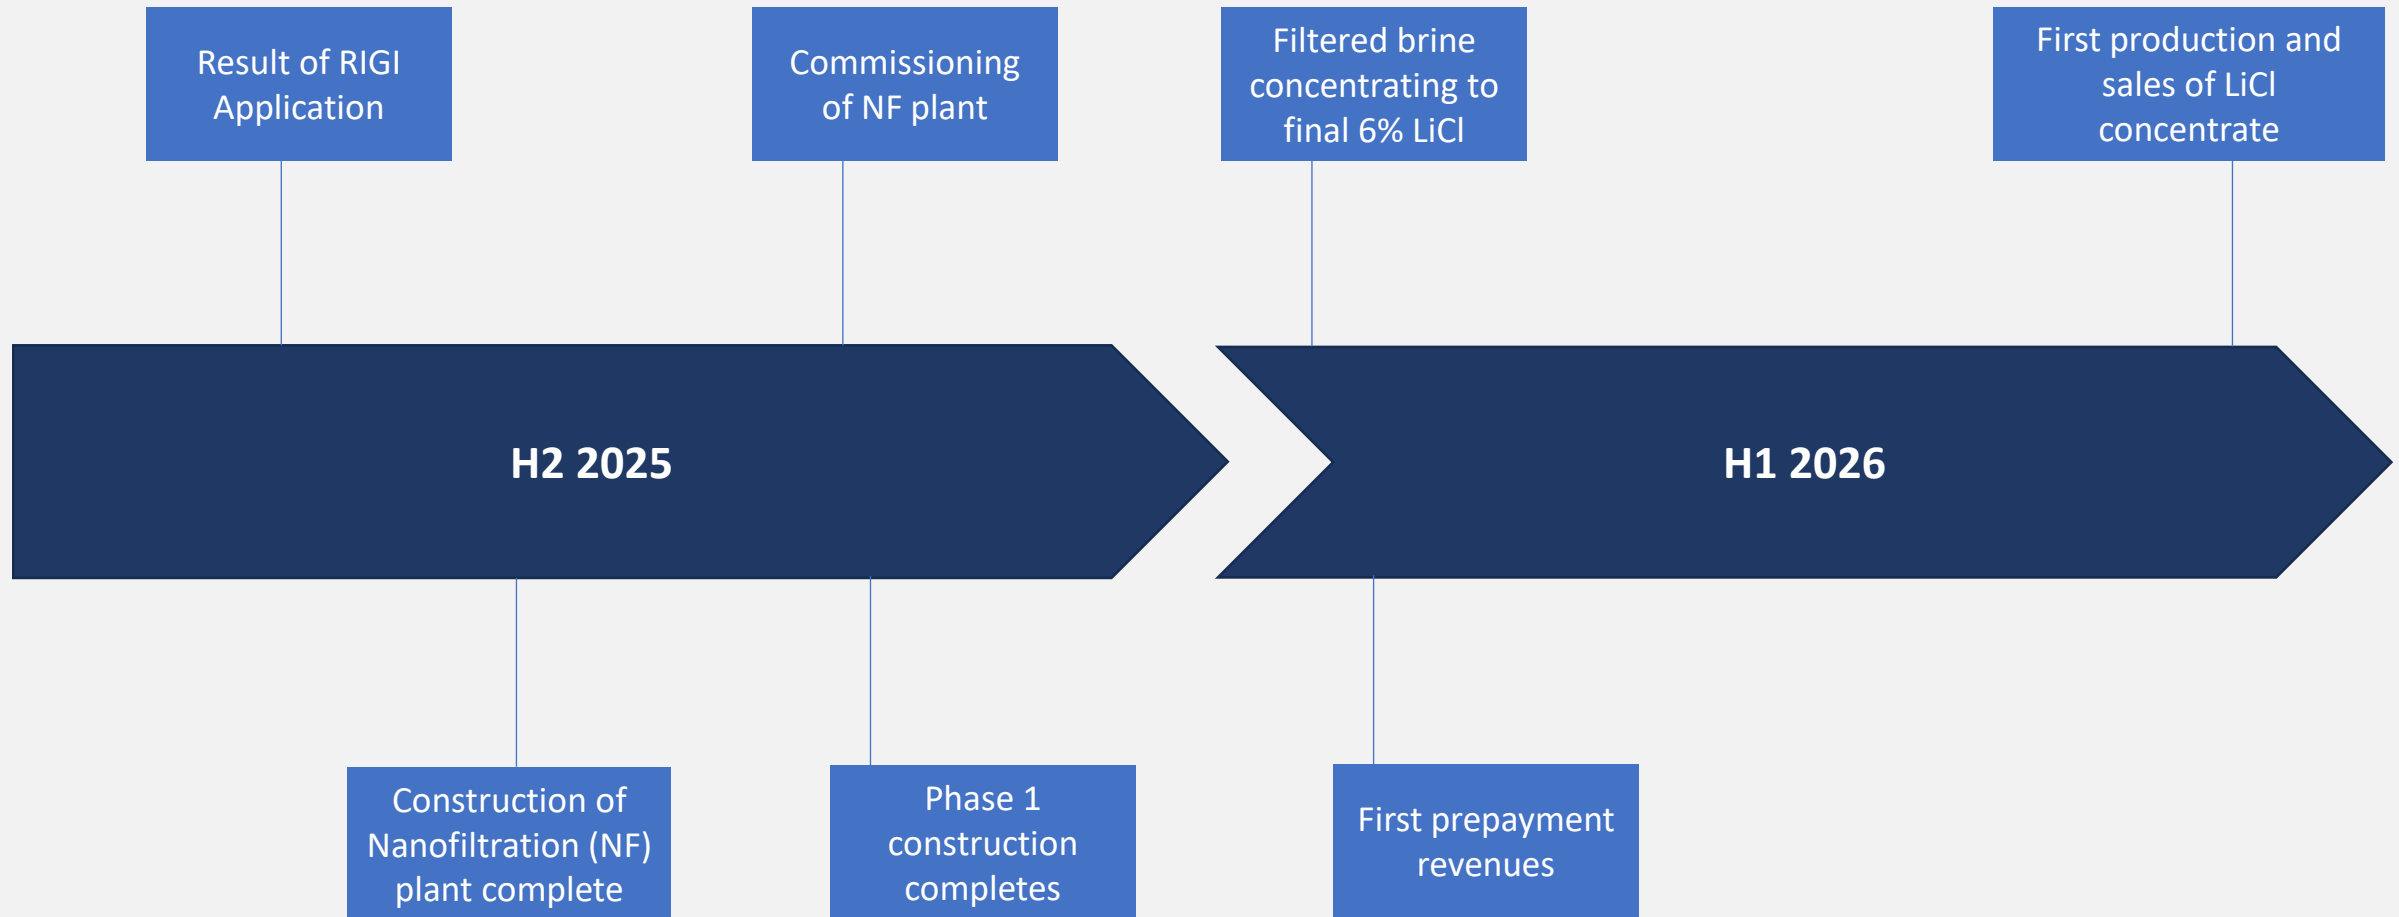 Result of RIGI
Application
Commissioning
of NF plant
Filtered brine
concentrating to
final 6% LiCl
First production and
sales of LiCl
concentrate
H2 2025
H1 2026
Construction of
Nanofiltration (NF)
plant complete
Phase 1
construction
completes
First prepayment
revenues